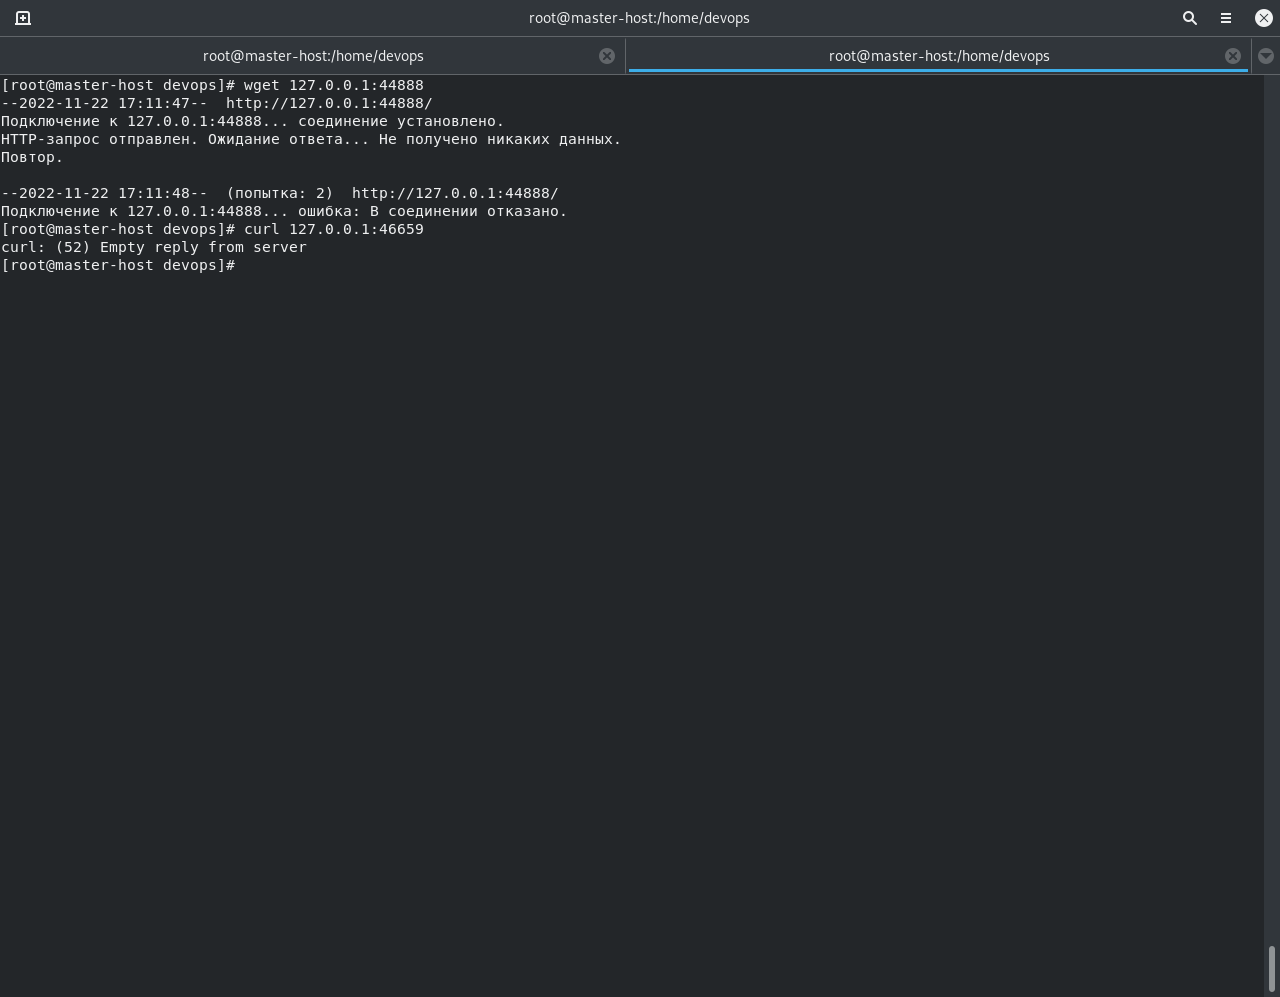 root@master-host:/home/devops
root@master-host:/home/devops
root@master-host:/home/devops
[root@master-host devops]# wget 127.0.0.1:44888
--2022-11-22 17:11:47--  http://127.0.0.1:44888/
Подключение к 127.0.0.1:44888... соединение установлено.
HTTP-запрос отправлен. Ожидание ответа... Не получено никаких данных.
Повтор.
--2022-11-22 17:11:48--  (попытка: 2)  http://127.0.0.1:44888/
Подключение к 127.0.0.1:44888... ошибка: В соединении отказано.
[root@master-host devops]# curl 127.0.0.1:46659
curl: (52) Empty reply from server
[root@master-host devops]#